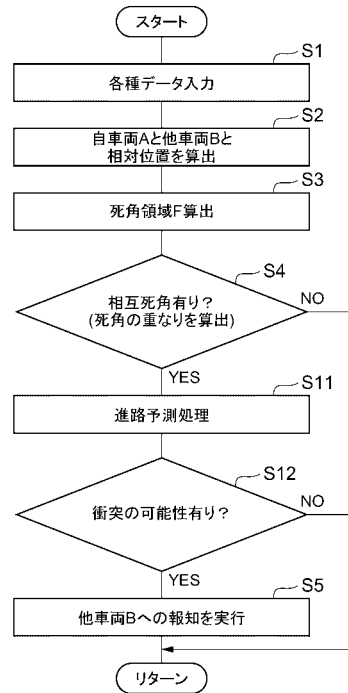 スタート
S1
各種データ入力
S2
自車両Aと他車両Bと
相対位置を算出
S3
死角領域F算出
S4
相互死角有り?
(死角の重なりを算出)
NO
YES
S11
進路予測処理
S12
衝突の可能性有り?
NO
YES
S5
他車両Bへの報知を実行
リターン